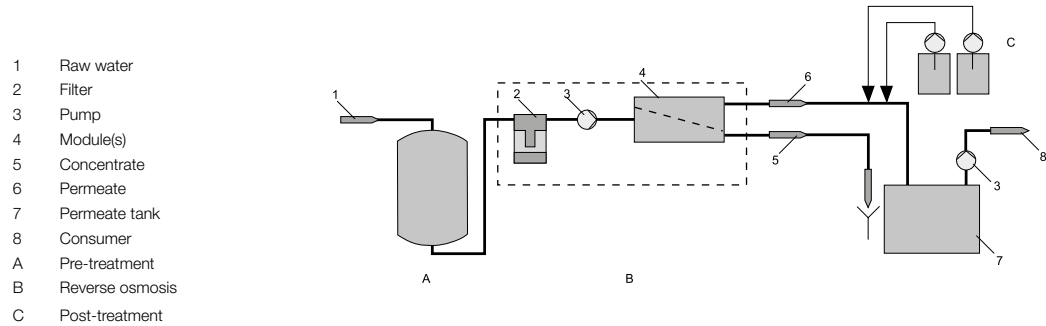 1 Raw water
2 Filter
3 Pump
4 Module(s)
5 Concentrate
6 Permeate
7 Permeate tank
8 Consumer
A Pre-treatment
B Reverse osmosis
C Post-treatment
C
4
6
3
2
1
8
5
3
7
A
B